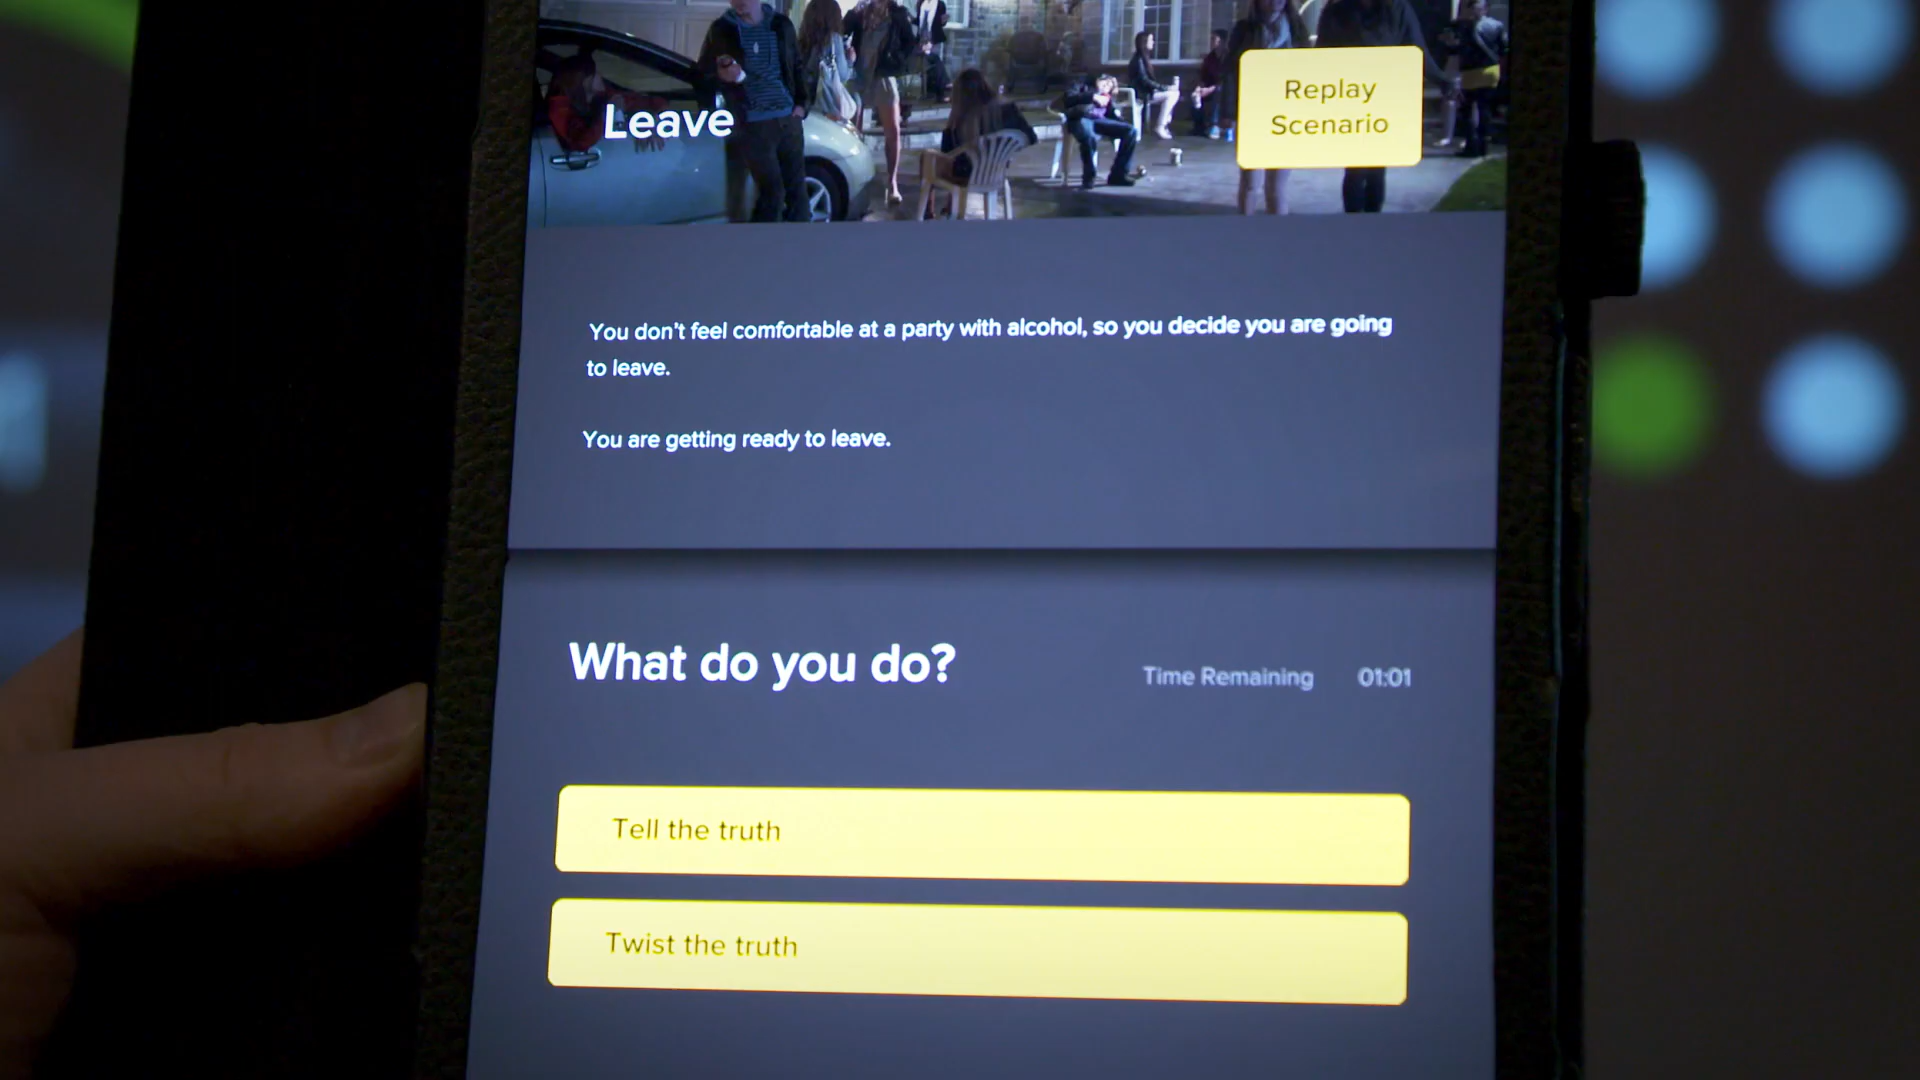 Leave
Replay
Scenario
You don't feel comfortable at a party with alcohol, so you decide you are going
to leave.
You are getting ready to leave.
What do you do?
Time Remaining 01:01
Tell the truth
Twist the truth